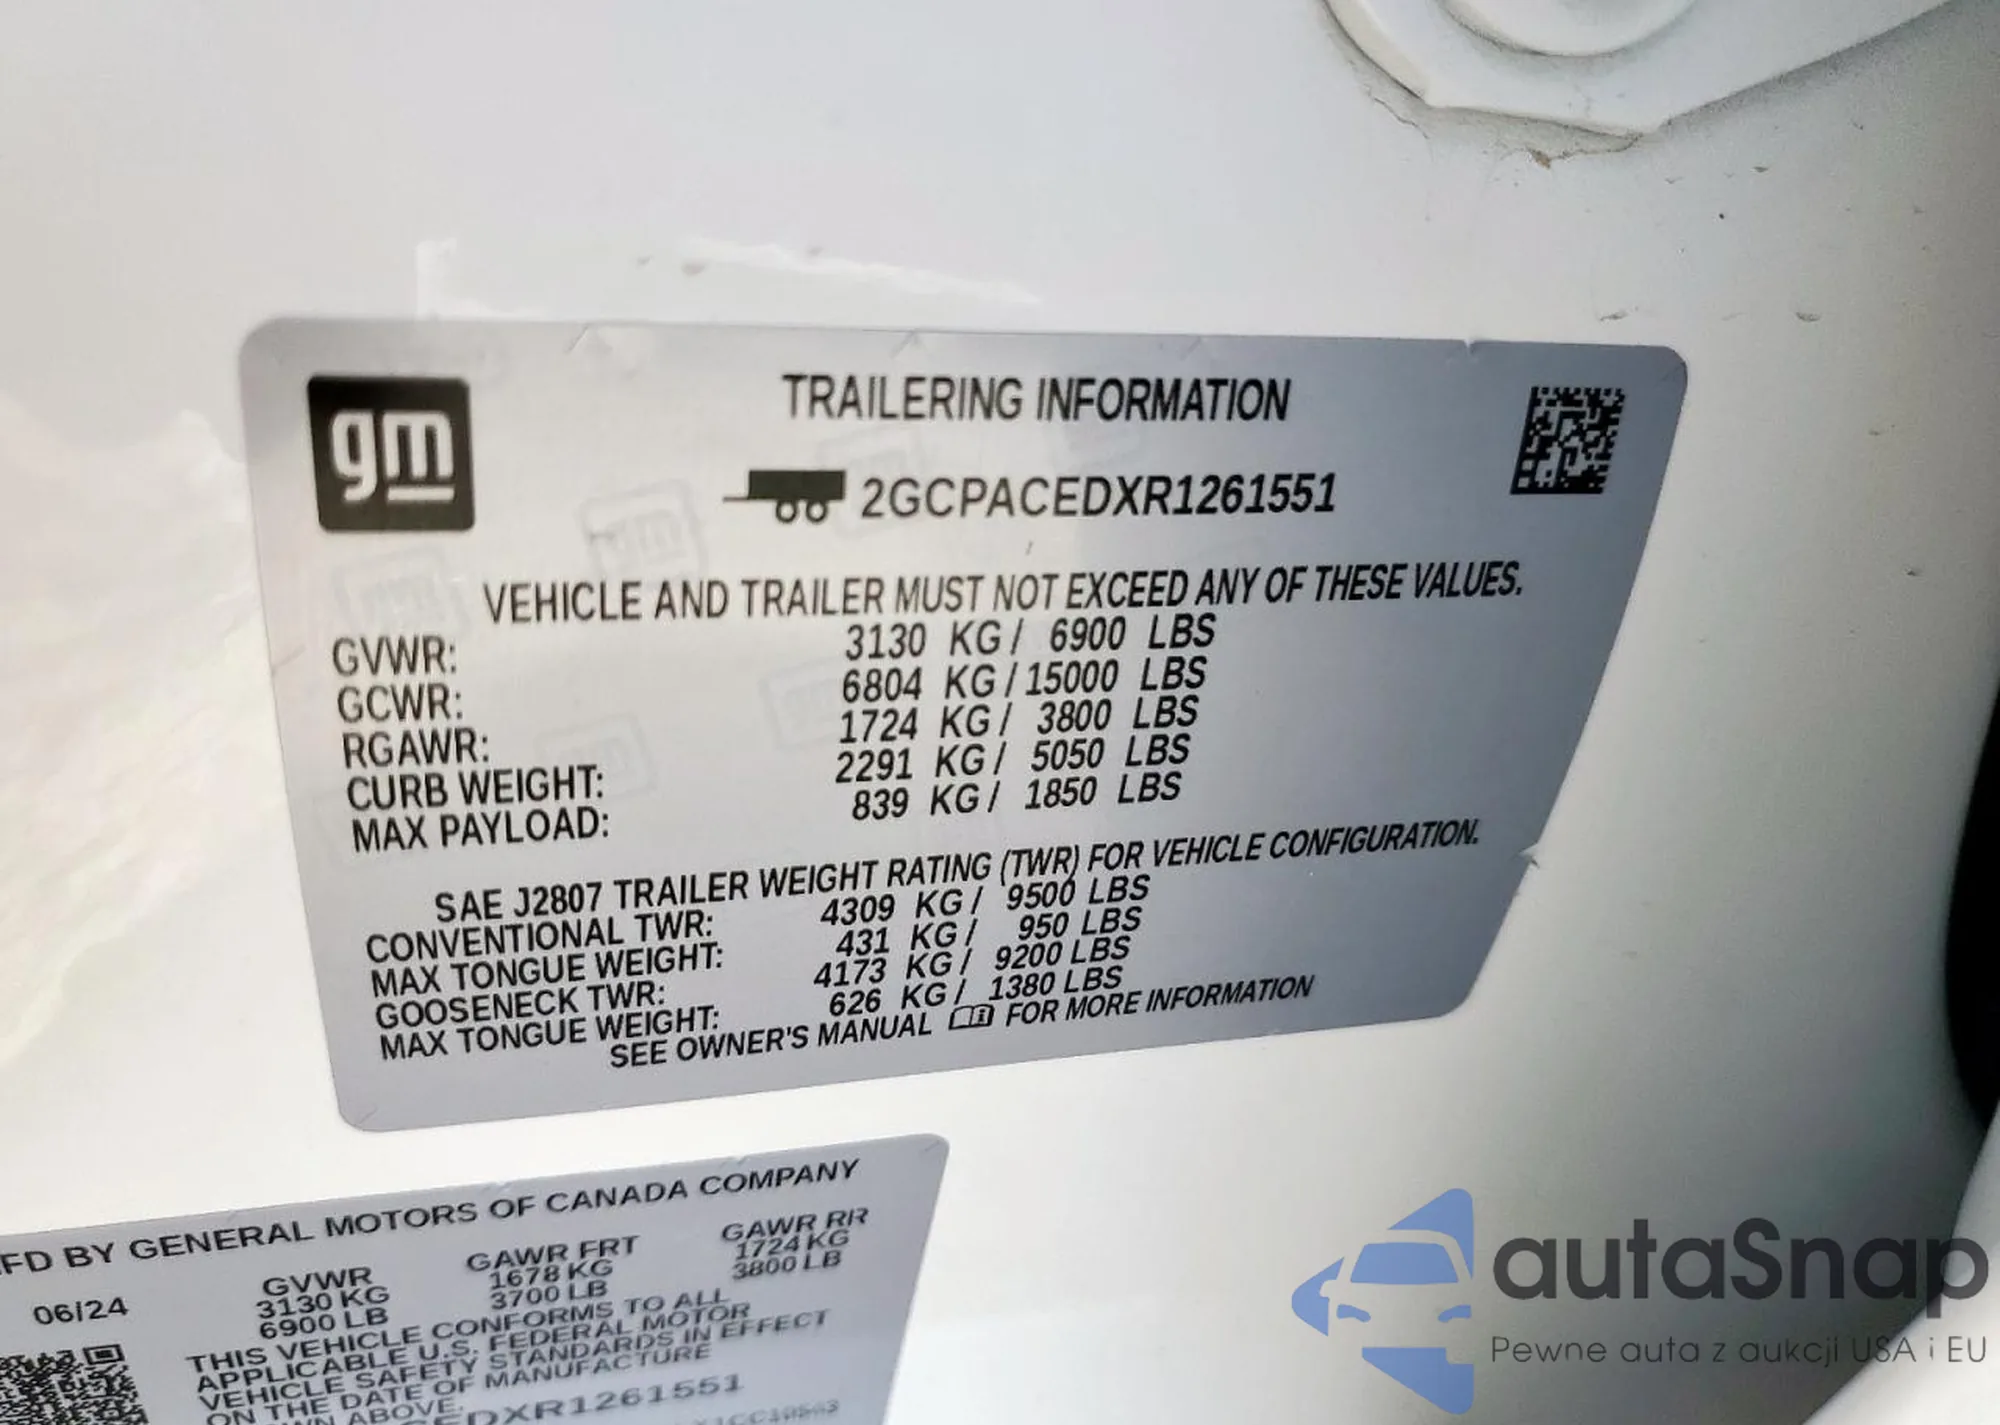 gm
TRAILERING INFORMATION
2GCPACEDXR1261551
VEHICLE AND TRAILER MUST NOT EXCEED ANY OF THESE VALUES.
GVWR: 3130 KG / 6900 LBS
GCWR: 6804 KG / 15000 LBS
RGAWR: 1724 KG / 3800 LBS
CURB WEIGHT: 2291 KG / 5050 LBS
MAX PAYLOAD: 839 KG / 1850 LBS
SAE J2807 TRAILER WEIGHT RATING (TWR) FOR VEHICLE CONFIGURATION.
CONVENTIONAL TWR: 4309 KG / 9500 LBS
MAX TONGUE WEIGHT: 431 KG / 950 LBS
GOOSENECK TWR: 4173 KG / 9200 LBS
MAX TONGUE WEIGHT: 626 KG / 1380 LBS
SEE OWNER'S MANUAL FOR MORE INFORMATION
FD BY GENERAL MOTORS OF CANADA COMPANY
06/24
GVWR
3130 KG
6900 LB
GAWR FRT
1678 KG
3700 LB
GAWR RR
1724 KG
3800 LB
THIS VEHICLE CONFORMS TO ALL
APPLICABLE U.S. FEDERAL MOTOR
VEHICLE SAFETY STANDARDS IN EFFECT
ON THE DATE OF MANUFACTURE
WN ABOVE.
EDXR1261551
autaSnap
Pewne auta z aukcji USA i EU